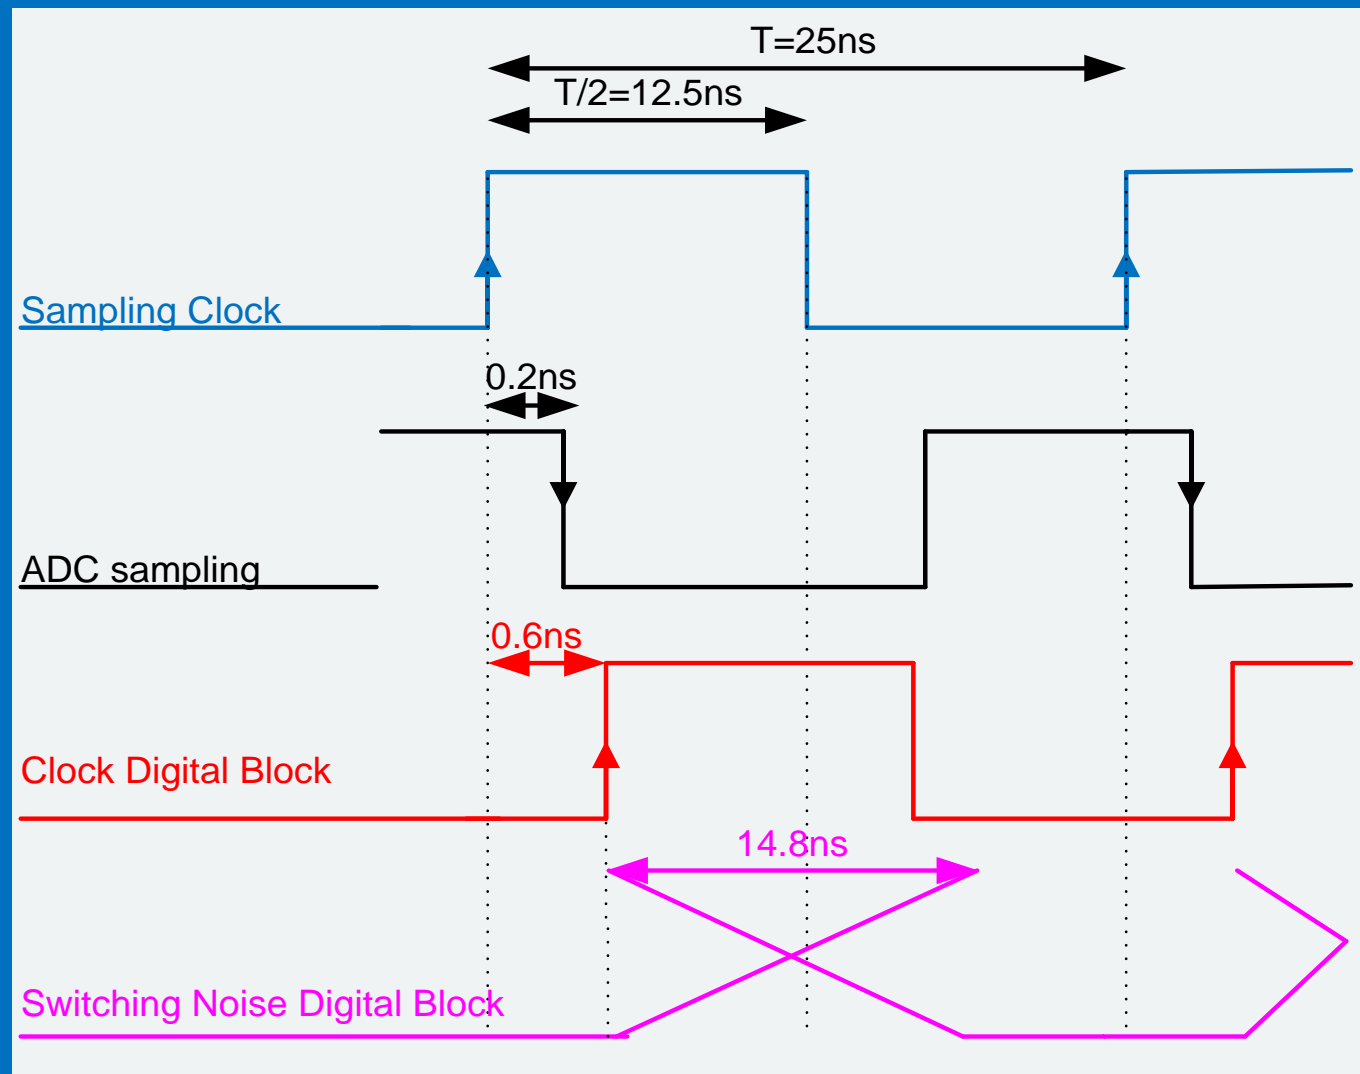 T=25ns
T/2=12.5ns
Sampling Clock
0.2ns
ADC sampling
0.6ns
Clock Digital Block
14.8ns
Switching Noise Digital Block